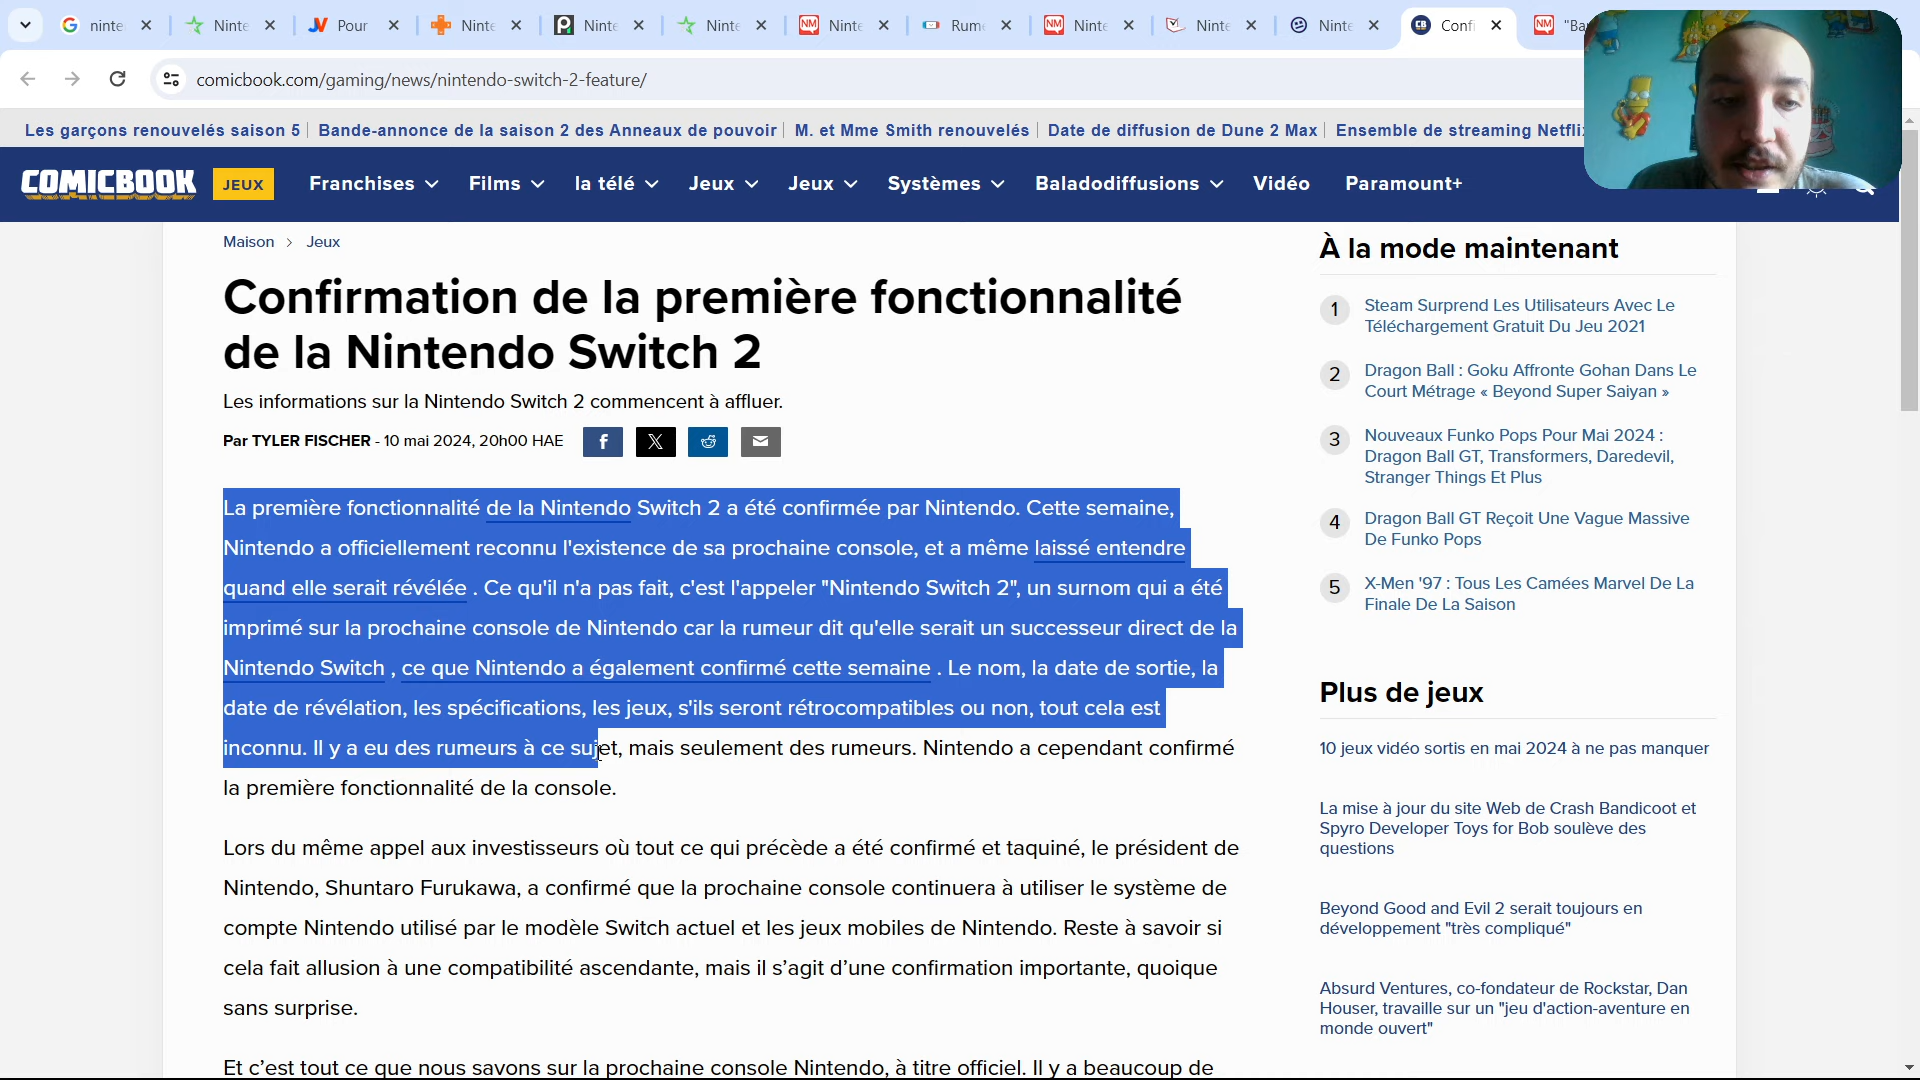 ninte
Ninte
Pour
Ninte
Ninte
Ninte
Ninte
Rum
Ninte
Ninte
Ninte
Conf
"Ba
comicbook.com/gaming/news/nintendo-switch-2-feature/
Les garçons renouvelés saison 5 | Bande-annonce de la saison 2 des Anneaux de pouvoir | M. et Mme Smith renouvelés | Date de diffusion de Dune 2 Max | Ensemble de streaming Netfli
COMICBOOK JEUX Franchises Films la télé Jeux Jeux Systèmes Baladodiffusions Vidéo Paramount+
Maison > Jeux
Confirmation de la première fonctionnalité
de la Nintendo Switch 2
Les informations sur la Nintendo Switch 2 commencent à affluer.
Par TYLER FISCHER - 10 mai 2024, 20h00 HAE
La première fonctionnalité de la Nintendo Switch 2 a été confirmée par Nintendo. Cette semaine,
Nintendo a officiellement reconnu l'existence de sa prochaine console, et a même laissé entendre
quand elle serait révélée . Ce qu'il n'a pas fait, c'est l'appeler "Nintendo Switch 2", un surnom qui a été
imprimé sur la prochaine console de Nintendo car la rumeur dit qu'elle serait un successeur direct de la
Nintendo Switch , ce que Nintendo a également confirmé cette semaine . Le nom, la date de sortie, la
date de révélation, les spécifications, les jeux, s'ils seront rétrocompatibles ou non, tout cela est
inconnu. Il y a eu des rumeurs à ce sujet, mais seulement des rumeurs. Nintendo a cependant confirmé
la première fonctionnalité de la console.
Lors du même appel aux investisseurs où tout ce qui précède a été confirmé et taquiné, le président de
Nintendo, Shuntaro Furukawa, a confirmé que la prochaine console continuera à utiliser le système de
compte Nintendo utilisé par le modèle Switch actuel et les jeux mobiles de Nintendo. Reste à savoir si
cela fait allusion à une compatibilité ascendante, mais il s’agit d’une confirmation importante, quoique
sans surprise.
Et c’est tout ce que nous savons sur la prochaine console Nintendo, à titre officiel. Il y a beaucoup de
À la mode maintenant
1 Steam Surprend Les Utilisateurs Avec Le
Téléchargement Gratuit Du Jeu 2021
2 Dragon Ball : Goku Affronte Gohan Dans Le
Court Métrage « Beyond Super Saiyan »
3 Nouveaux Funko Pops Pour Mai 2024 :
Dragon Ball GT, Transformers, Daredevil,
Stranger Things Et Plus
4 Dragon Ball GT Reçoit Une Vague Massive
De Funko Pops
5 X-Men '97 : Tous Les Camées Marvel De La
Finale De La Saison
Plus de jeux
10 jeux vidéo sortis en mai 2024 à ne pas manquer
La mise à jour du site Web de Crash Bandicoot et
Spyro Developer Toys for Bob soulève des
questions
Beyond Good and Evil 2 serait toujours en
développement "très compliqué"
Absurd Ventures, co-fondateur de Rockstar, Dan
Houser, travaille sur un "jeu d'action-aventure en
monde ouvert"